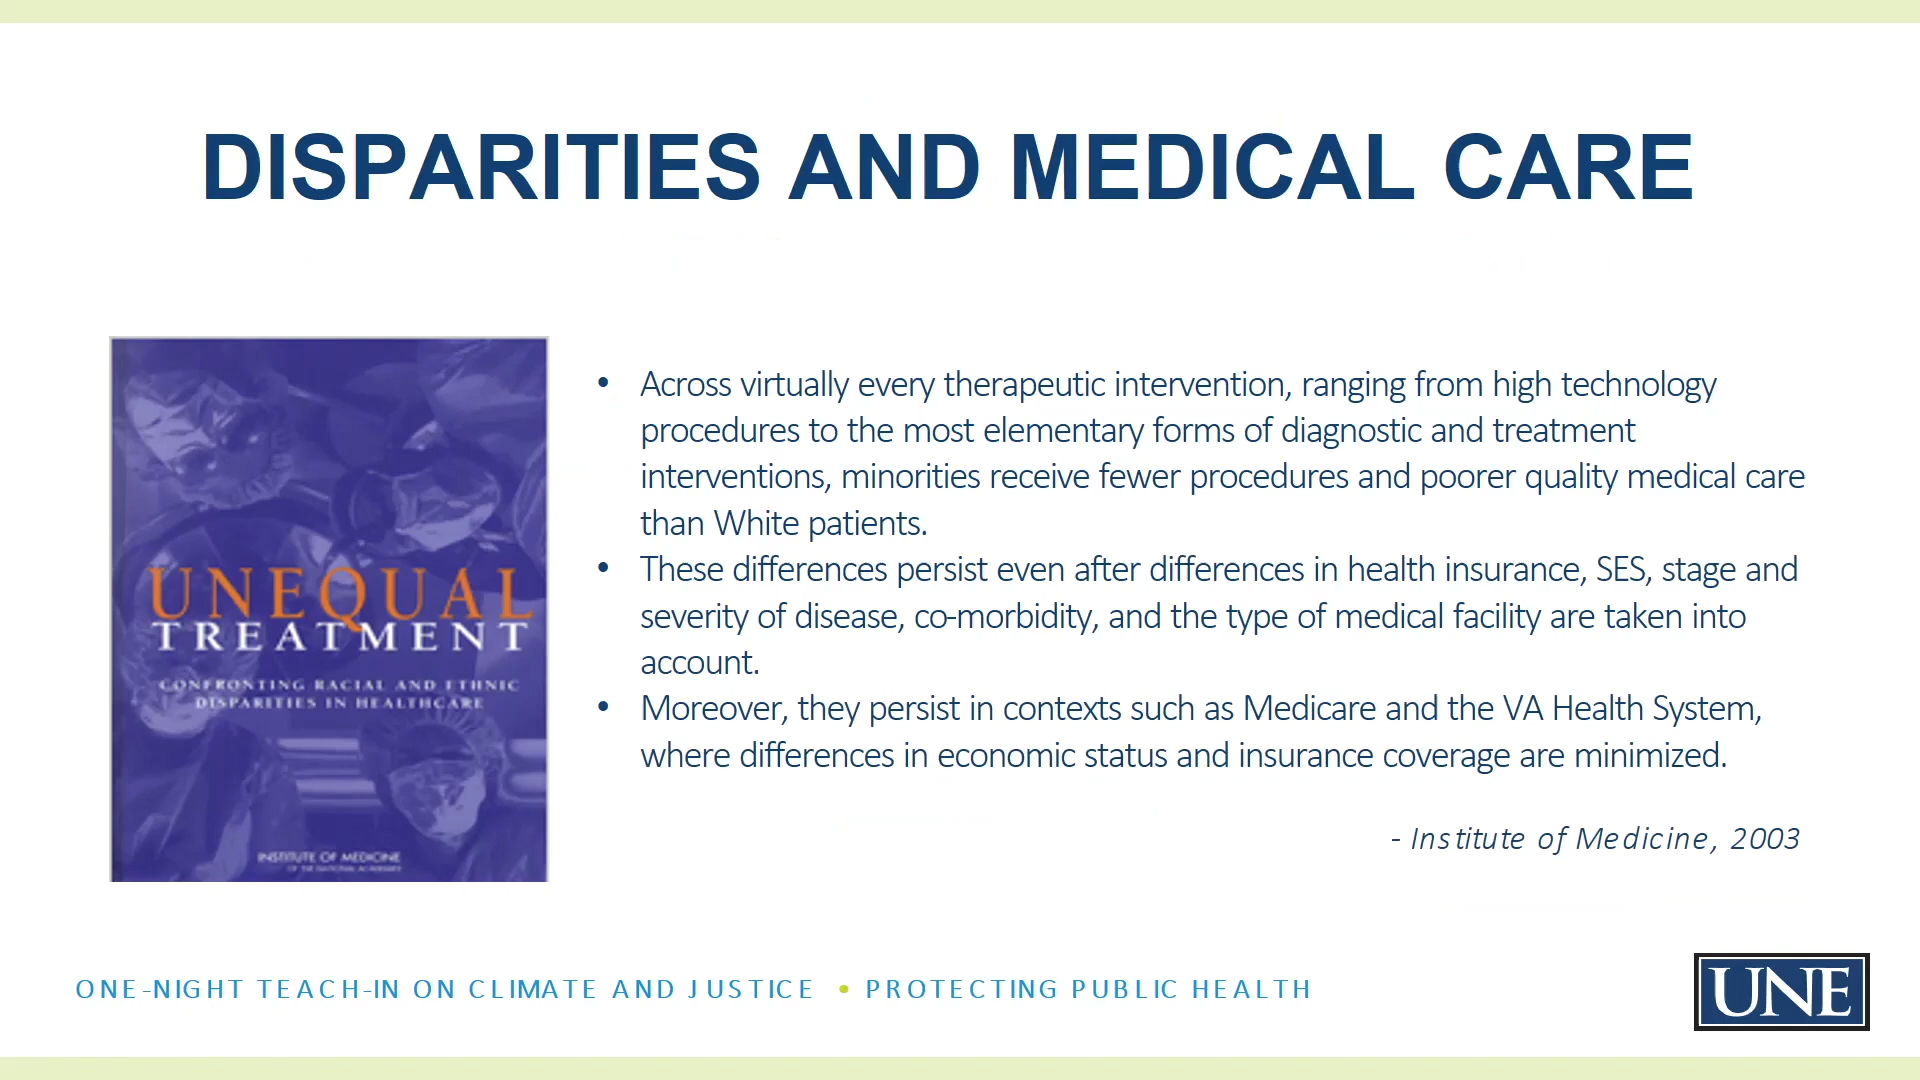 DISPARITIES AND MEDICAL CARE
UNEQUAL
TREATMENT
CONFRONTING RACIAL AND ETHNIC
DISPARITIES IN HEALTHCARE
INSTITUTE OF MEDICINE
OF THE NATIONAL ACADEMIES
• Across virtually every therapeutic intervention, ranging from high technology
procedures to the most elementary forms of diagnostic and treatment
interventions, minorities receive fewer procedures and poorer quality medical care
than White patients.
• These differences persist even after differences in health insurance, SES, stage and
severity of disease, co-morbidity, and the type of medical facility are taken into
account.
• Moreover, they persist in contexts such as Medicare and the VA Health System,
where differences in economic status and insurance coverage are minimized.
- Institute of Medicine, 2003
ONE-NIGHT TEACH-IN ON CLIMATE AND JUSTICE • PROTECTING PUBLIC HEALTH
UNE